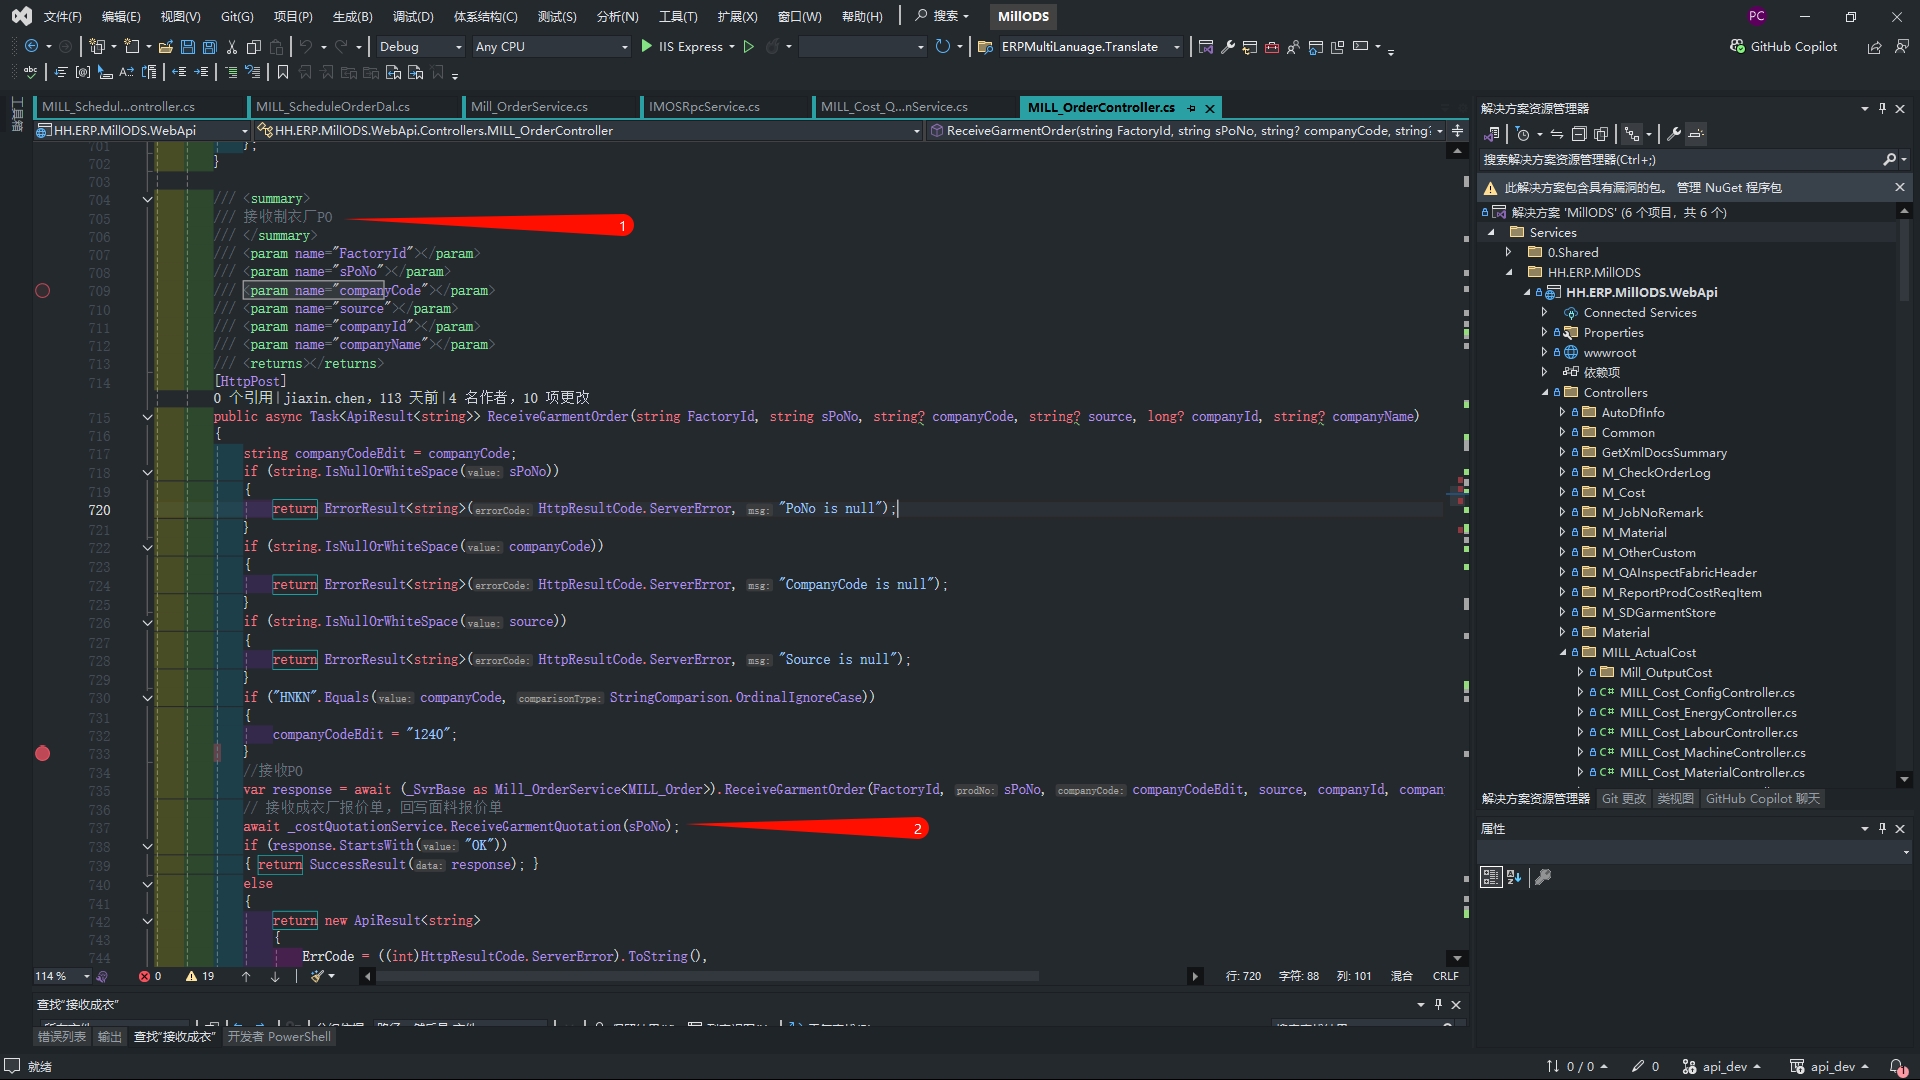 文件(F) 编辑(E) 视图(V) Git(G) 项目(P) 生成(B) 调试(D) 体系结构(C) 测试(S) 分析(N) 工具(T) 扩展(X) 窗口(W) 帮助(H) 搜索 MillODS PC
Debug Any CPU IIS Express ERPMultiLanuage.Translate GitHub Copilot
工具箱
MILL_Schedul...ontroller.cs MILL_ScheduleOrderDal.cs Mill_OrderService.cs IMOSRpcService.cs MILL_Cost_Q...nService.cs MILL_OrderController.cs
HH.ERP.MillODS.WebApi HH.ERP.MillODS.WebApi.Controllers.MILL_OrderController ReceiveGarmentOrder(string FactoryId, string sPoNo, string? companyCode, string?
701 };
702 }
703
704 /// <summary>
705 /// 接收制衣厂PO
1
706 /// </summary>
707 /// <param name="FactoryId"></param>
708 /// <param name="sPoNo"></param>
709 /// <param name="companyCode"></param>
710 /// <param name="source"></param>
711 /// <param name="companyId"></param>
712 /// <param name="companyName"></param>
713 /// <returns></returns>
714 [HttpPost]
0 个引用|jiaxin.chen，113 天前|4 名作者，10 项更改
715 public async Task<ApiResult<string>> ReceiveGarmentOrder(string FactoryId, string sPoNo, string? companyCode, string? source, long? companyId, string? companyName)
716 {
717 string companyCodeEdit = companyCode;
718 if (string.IsNullOrWhiteSpace(value: sPoNo))
719 {
720 return ErrorResult<string>(errorCode: HttpResultCode.ServerError, msg: "PoNo is null");
721 }
722 if (string.IsNullOrWhiteSpace(value: companyCode))
723 {
724 return ErrorResult<string>(errorCode: HttpResultCode.ServerError, msg: "CompanyCode is null");
725 }
726 if (string.IsNullOrWhiteSpace(value: source))
727 {
728 return ErrorResult<string>(errorCode: HttpResultCode.ServerError, msg: "Source is null");
729 }
730 if ("HNKN".Equals(value: companyCode, comparisonType: StringComparison.OrdinalIgnoreCase))
731 {
732 companyCodeEdit = "1240";
733 }
734 //接收PO
735 var response = await (_SvrBase as Mill_OrderService<MILL_Order>).ReceiveGarmentOrder(FactoryId, prodNo: sPoNo, companyCode: companyCodeEdit, source, companyId, compan
736 // 接收成衣厂报价单，回写面料报价单
737 await _costQuotationService.ReceiveGarmentQuotation(sPoNo);
2
738 if (response.StartsWith(value: "OK"))
739 { return SuccessResult(data: response); }
740 else
741 {
742 return new ApiResult<string>
743 {
744 ErrCode = ((int)HttpResultCode.ServerError).ToString(),
114 % 0 19 行: 720 字符: 88 列: 101 混合 CRLF
查找"接收成衣"
错误列表 输出 查找"接收成衣" 开发者 PowerShell
就绪 0 / 0 0 api_dev api_dev 1
解决方案资源管理器
搜索解决方案资源管理器(Ctrl+;)
此解决方案包含具有漏洞的包。 管理 NuGet 程序包
解决方案 'MillODS' (6 个项目，共 6 个)
Services
0.Shared
HH.ERP.MillODS
HH.ERP.MillODS.WebApi
Connected Services
Properties
wwwroot
依赖项
Controllers
AutoDfInfo
Common
GetXmlDocsSummary
M_CheckOrderLog
M_Cost
M_JobNoRemark
M_Material
M_OtherCustom
M_QAInspectFabricHeader
M_ReportProdCostReqItem
M_SDGarmentStore
Material
MILL_ActualCost
Mill_OutputCost
C# MILL_Cost_ConfigController.cs
C# MILL_Cost_EnergyController.cs
C# MILL_Cost_LabourController.cs
C# MILL_Cost_MachineController.cs
C# MILL_Cost_MaterialController.cs
解决方案资源管理器 Git 更改 类视图 GitHub Copilot 聊天
属性